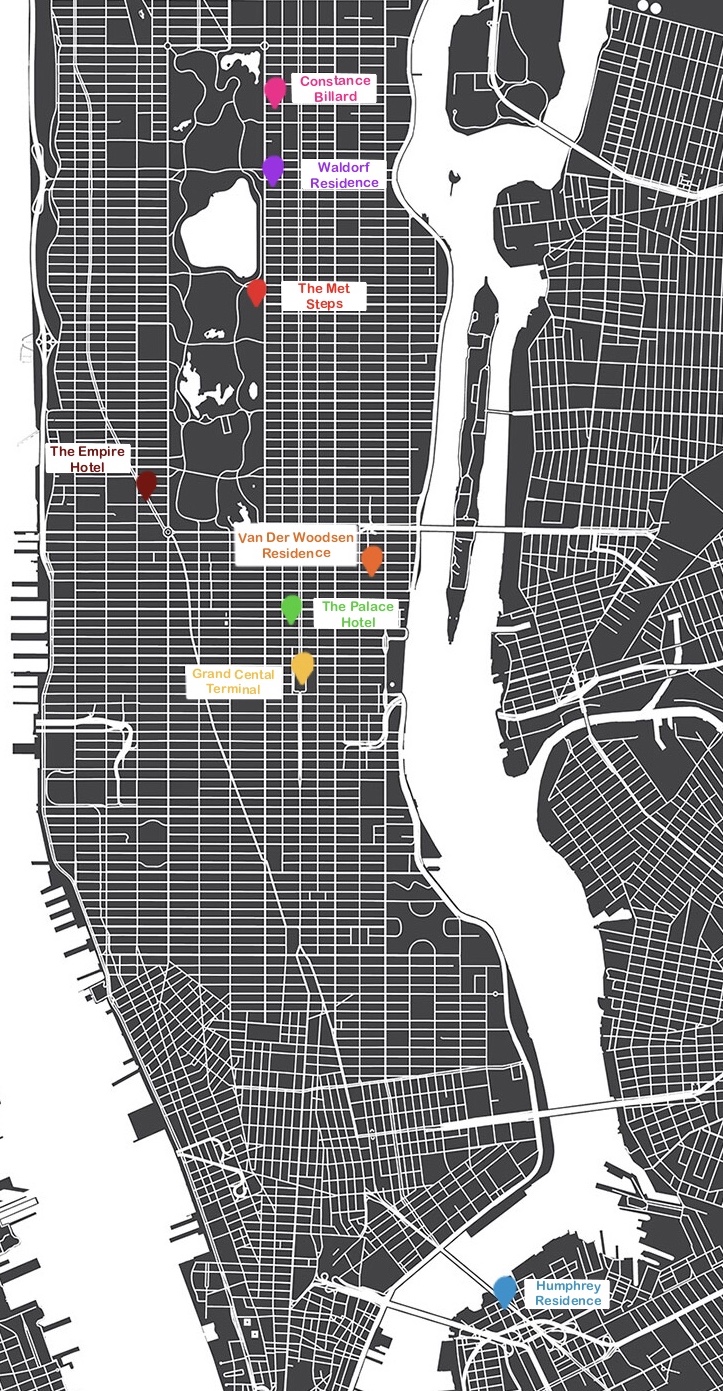 Constance
Billard
Waldorf
Residence
The Met
Steps
The Empire
Hotel
Van Der Woodsen
Residence
The Palace
Hotel
Grand Cental
Terminal
Humphrey
Residence